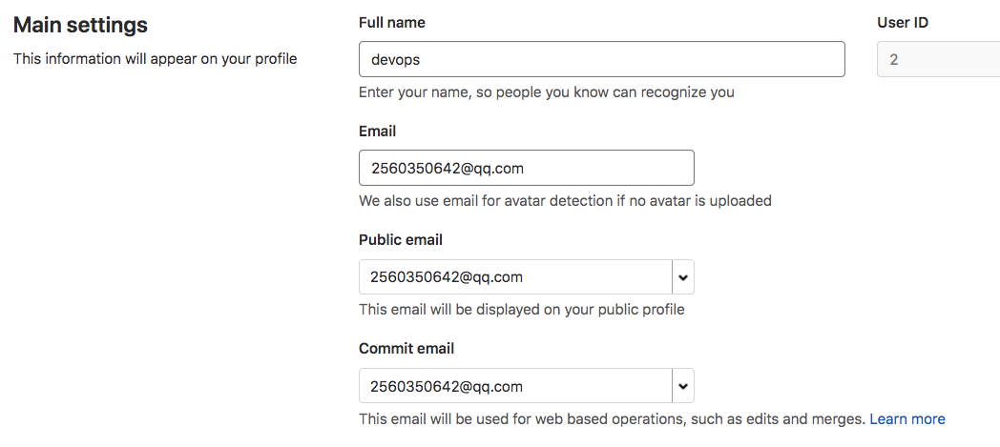 Main settings
This information will appear on your profile
Full name
devops
Enter your name, so people you know can recognize you
User ID
2
Email
2560350642@qq.com
We also use email for avatar detection if no avatar is uploaded
Public email
2560350642@qq.com
This email will be displayed on your public profile
Commit email
2560350642@qq.com
This email will be used for web based operations, such as edits and merges. Learn more